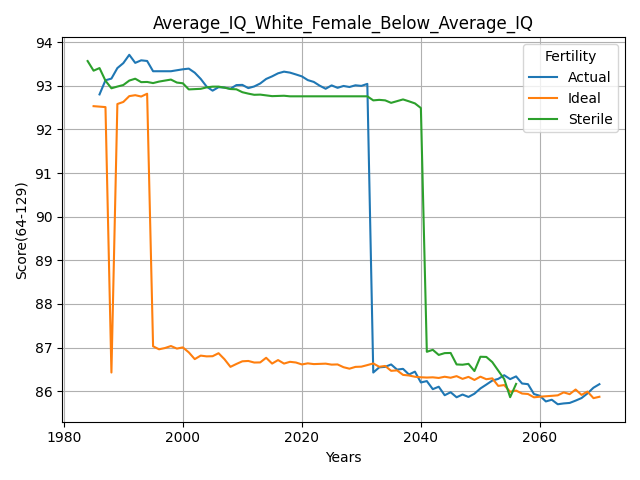 Average_IQ_White_Female_Below_Average_IQ
Score(64-129)
94
93
92
91
90
89
88
87
86
1980
2000
2020
2040
2060
Years
Fertility
Actual
Ideal
Sterile